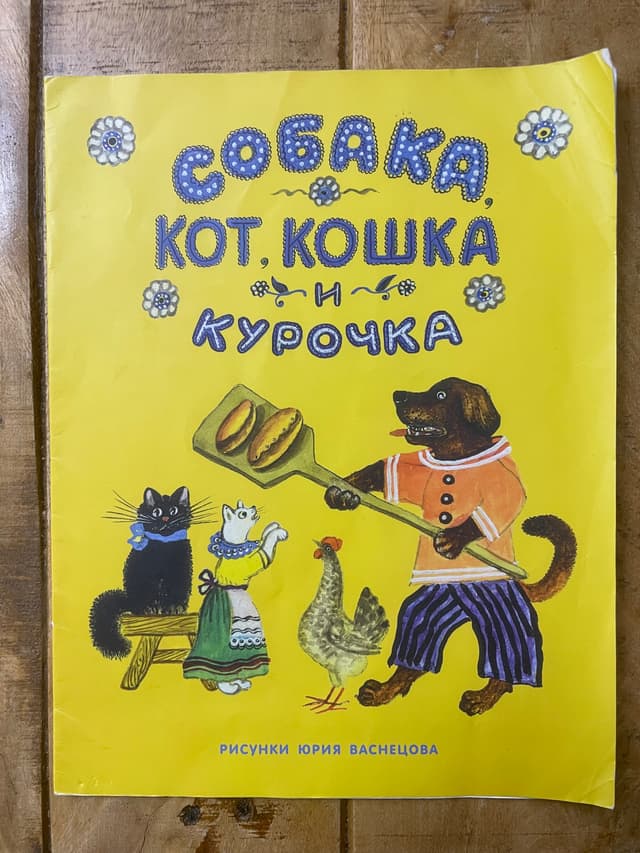 СОБАКА,
КОТ, КОШКА
И
КУРОЧКА
РИСУНКИ ЮРИЯ ВАСНЕЦОВА